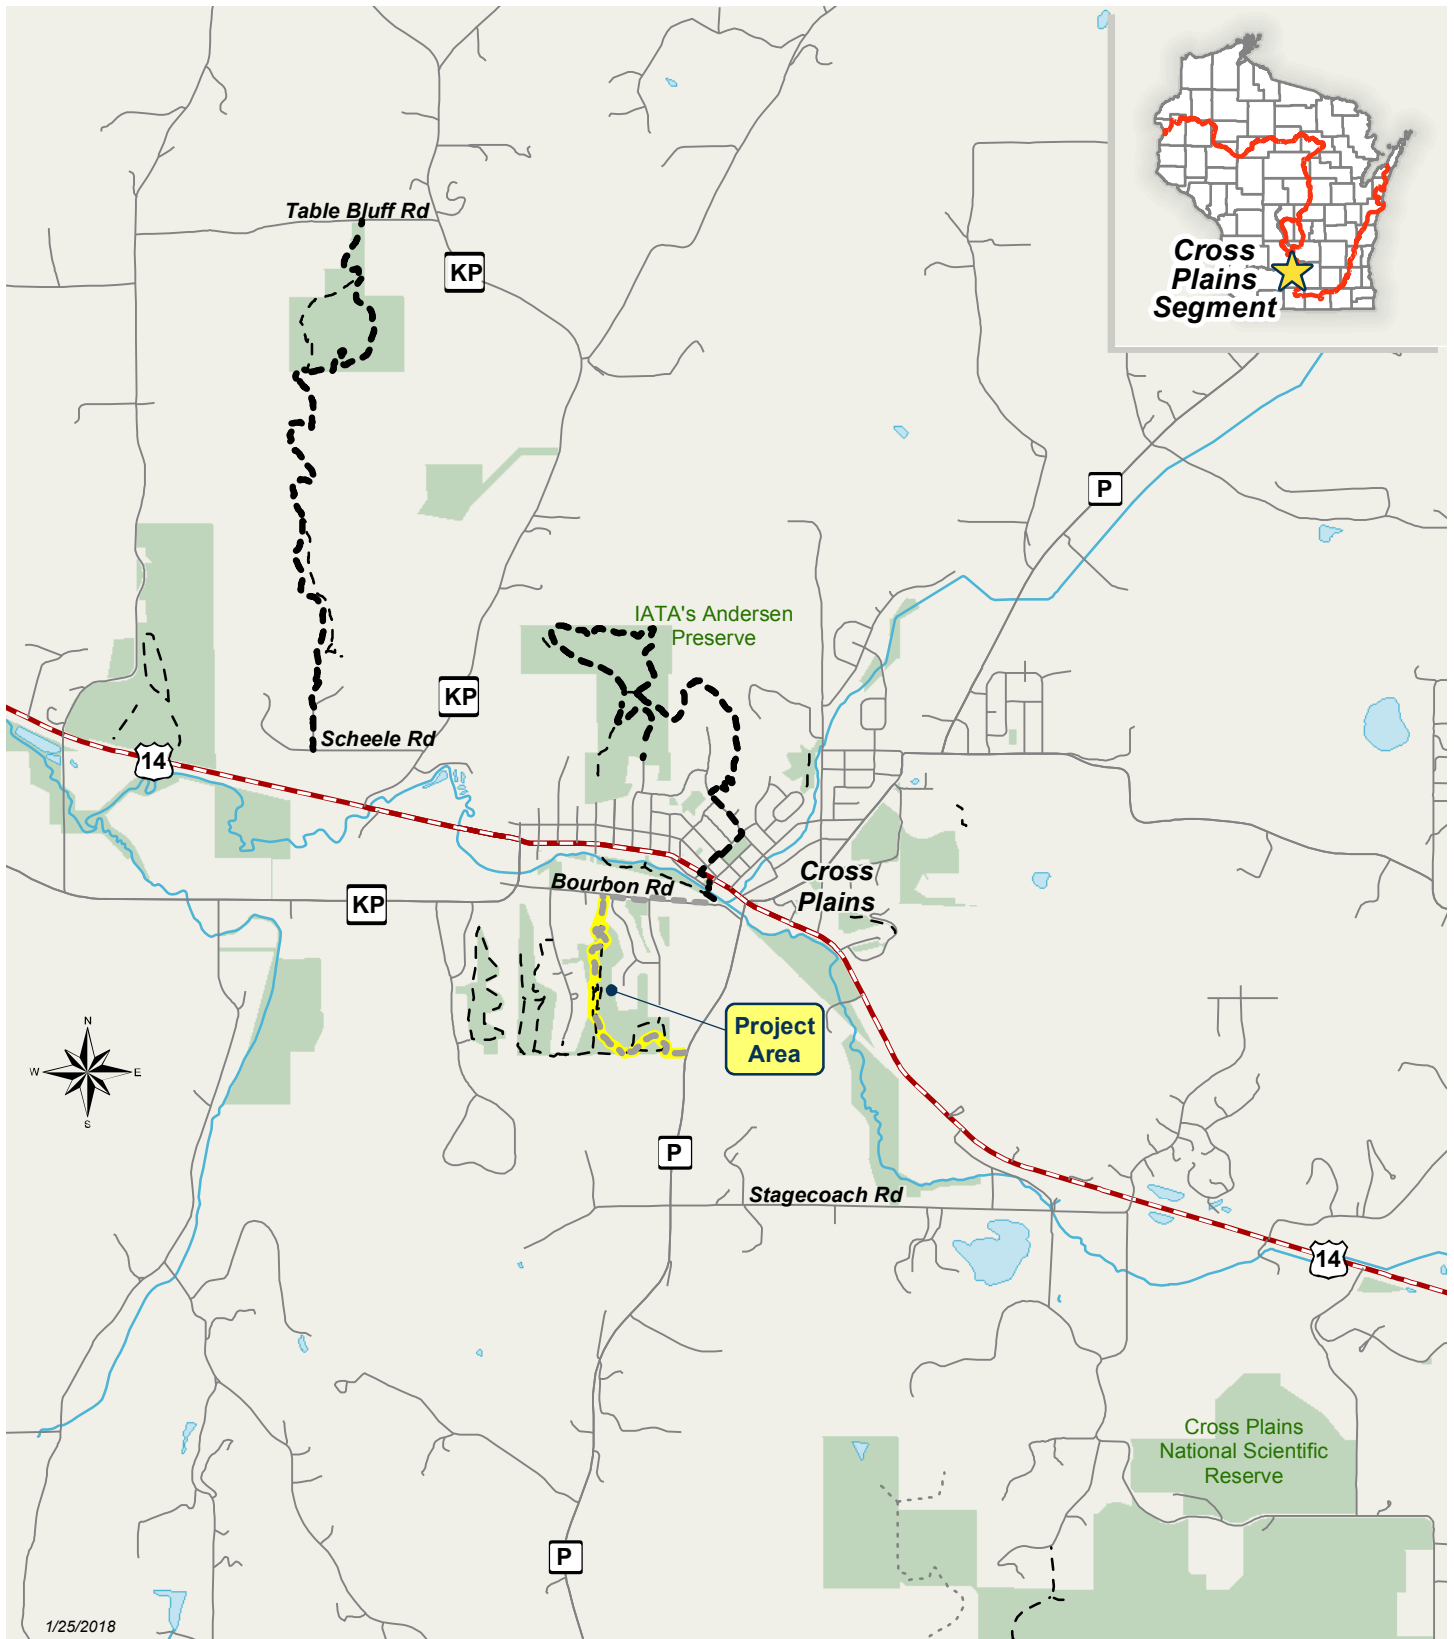 Cross
Plains
Segment
Table Bluff Rd
KP
P
IATA's Andersen
Preserve
KP
Scheele Rd
14
Cross
Plains
Bourbon Rd
KP
Project
Area
N
W
E
S
P
Stagecoach Rd
14
Cross Plains
National Scientific
Reserve
P
1/25/2018